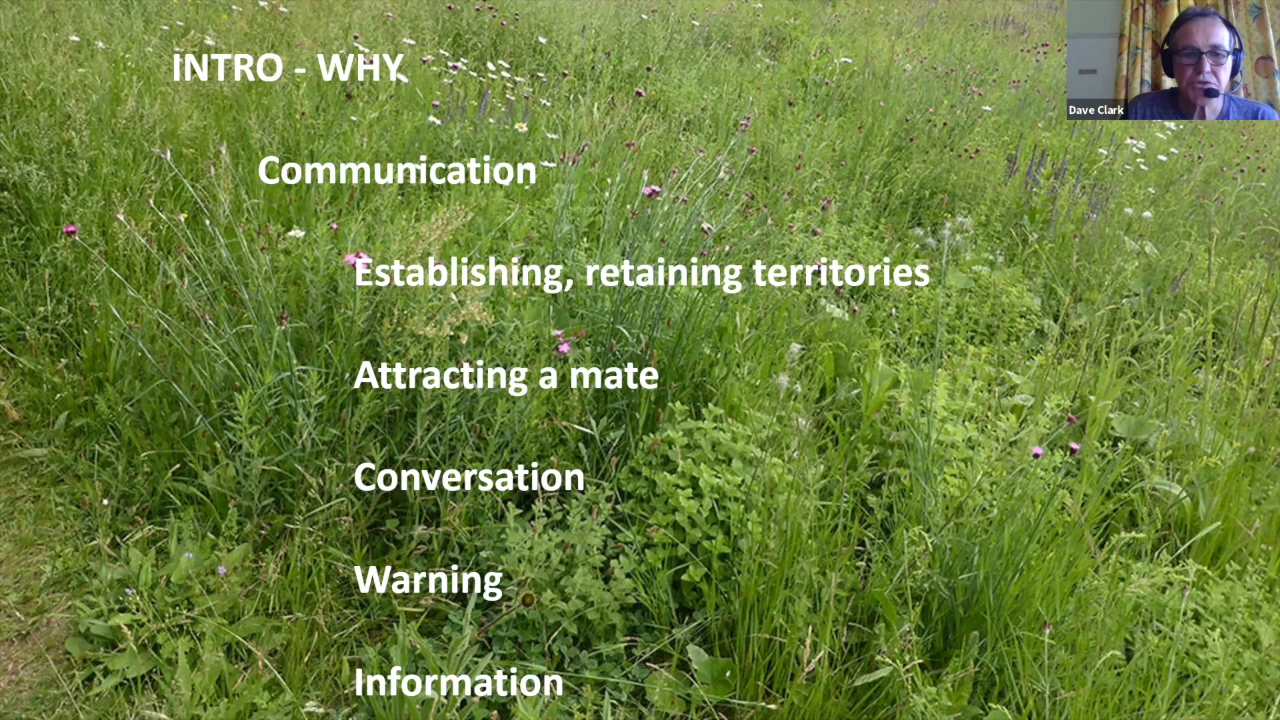 INTRO - WHY
Dave Clark
Communication
Establishing, retaining territories
Attracting a mate
Conversation
Warning
Information